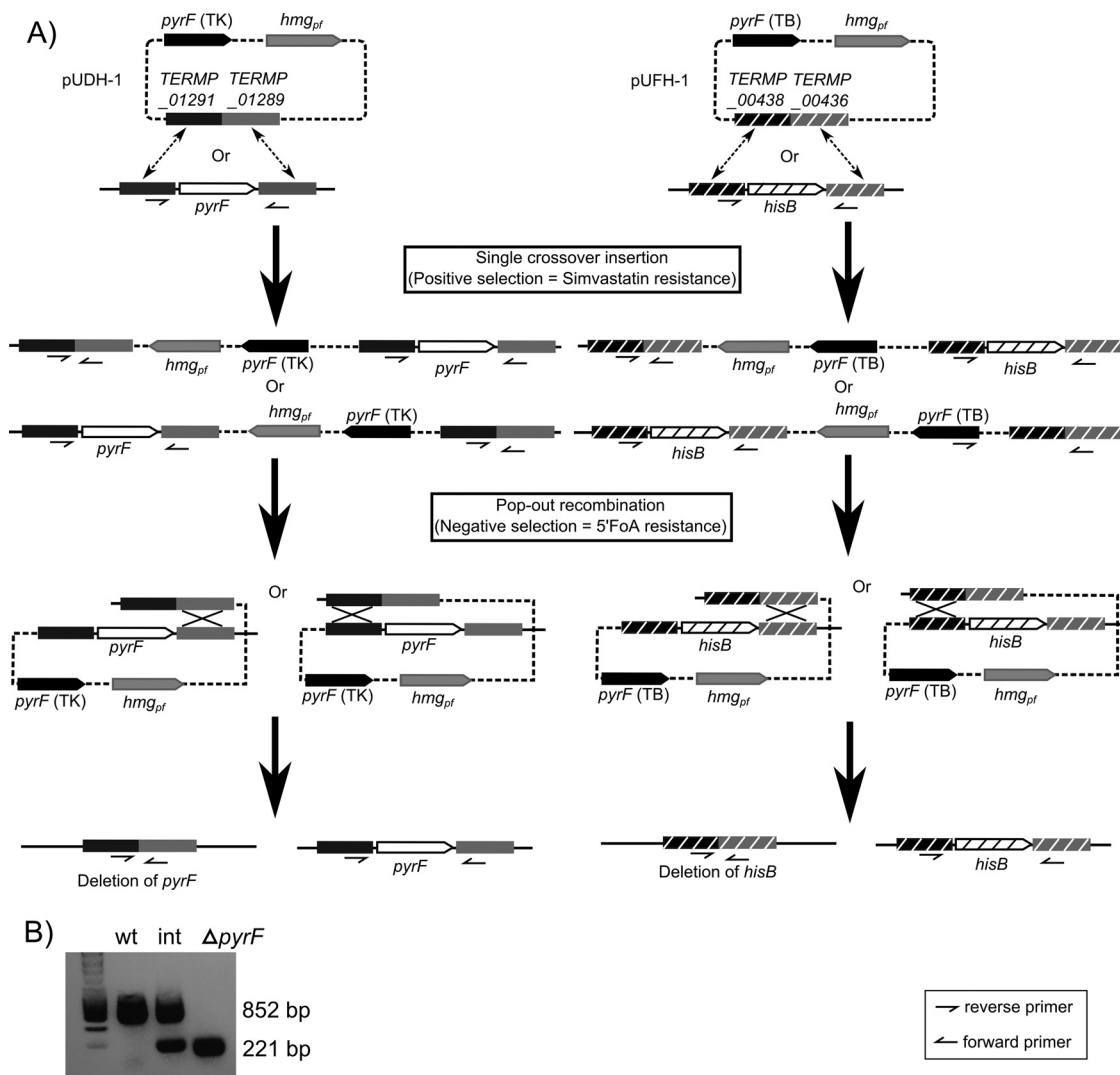 A)
pyrF (TK)
hmgpf
pUDH-1
TERMP
_01291
TERMP
_01289
Or
pyrF
pyrF (TB)
hmgpf
pUFH-1
TERMP
_00438
TERMP
_00436
Or
hisB
Single crossover insertion
(Positive selection = Simvastatin resistance)
hmgpf
pyrF (TK)
pyrF
hmgpf
pyrF (TB)
hisB
Or
Or
pyrF
hmgpf
pyrF (TK)
hisB
hmgpf
pyrF (TB)
Pop-out recombination
(Negative selection = 5'FoA resistance)
pyrF
pyrF (TK)
hmgpf
Or
pyrF
pyrF (TK)
hmgpf
hisB
pyrF (TB)
hmgpf
Or
hisB
pyrF (TB)
hmgpf
Deletion of pyrF
pyrF
Deletion of hisB
hisB
B)
wt int ΔpyrF
852 bp
221 bp
reverse primer
forward primer